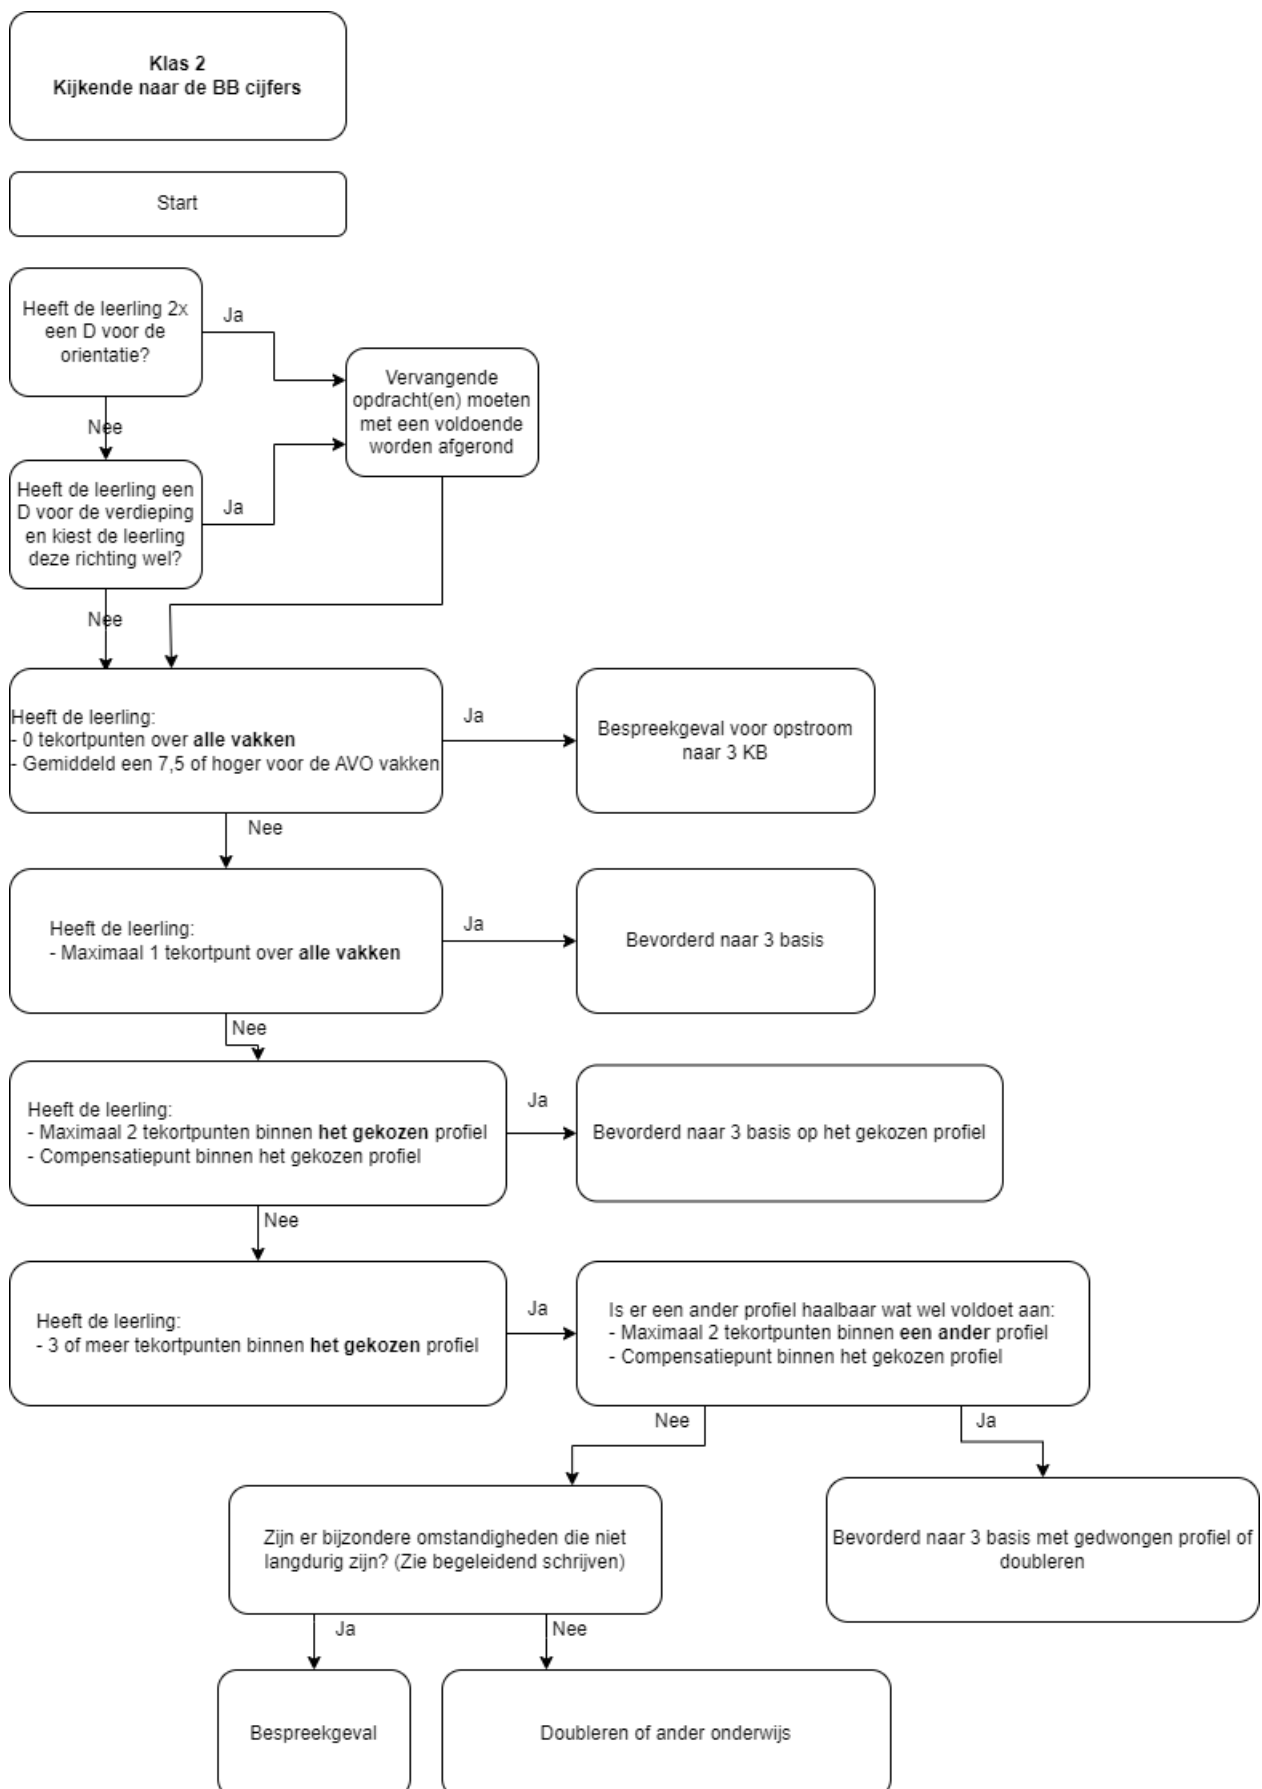 Klas 2
Kijkende naar de BB cijfers
Start
Heeft de leerling 2x
een D voor de
orientatie?
Ja
Nee
Vervangende
opdracht(en) moeten
met een voldoende
worden afgerond
Heeft de leerling een
D voor de verdieping
en kiest de leerling
deze richting wel?
Ja
Nee
Heeft de leerling:
- 0 tekortpunten over alle vakken
- Gemiddeld een 7,5 of hoger voor de AVO vakken
Ja
Bespreekgeval voor opstroom
naar 3 KB
Nee
Heeft de leerling:
- Maximaal 1 tekortpunt over alle vakken
Ja
Bevorderd naar 3 basis
Nee
Heeft de leerling:
- Maximaal 2 tekortpunten binnen het gekozen profiel
- Compensatiepunt binnen het gekozen profiel
Ja
Bevorderd naar 3 basis op het gekozen profiel
Nee
Heeft de leerling:
- 3 of meer tekortpunten binnen het gekozen profiel
Ja
Is er een ander profiel haalbaar wat wel voldoet aan:
- Maximaal 2 tekortpunten binnen een ander profiel
- Compensatiepunt binnen het gekozen profiel
Nee
Ja
Zijn er bijzondere omstandigheden die niet
langdurig zijn? (Zie begeleidend schrijven)
Bevorderd naar 3 basis met gedwongen profiel of
doubleren
Ja
Nee
Bespreekgeval
Doubleren of ander onderwijs